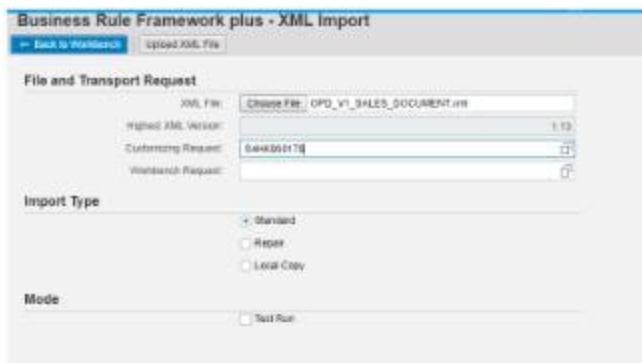 Business Rule Framework plus - XML Import
Back to Workbench Upload XML File
File and Transport Request
XML File: Choose File OPD_V1_SALES_DOCUMENT.xml
Highest XML Version: 1.13
Customizing Request:
Workbench Request:
Import Type
Standard
Repair
Local Copy
Mode
Test Run